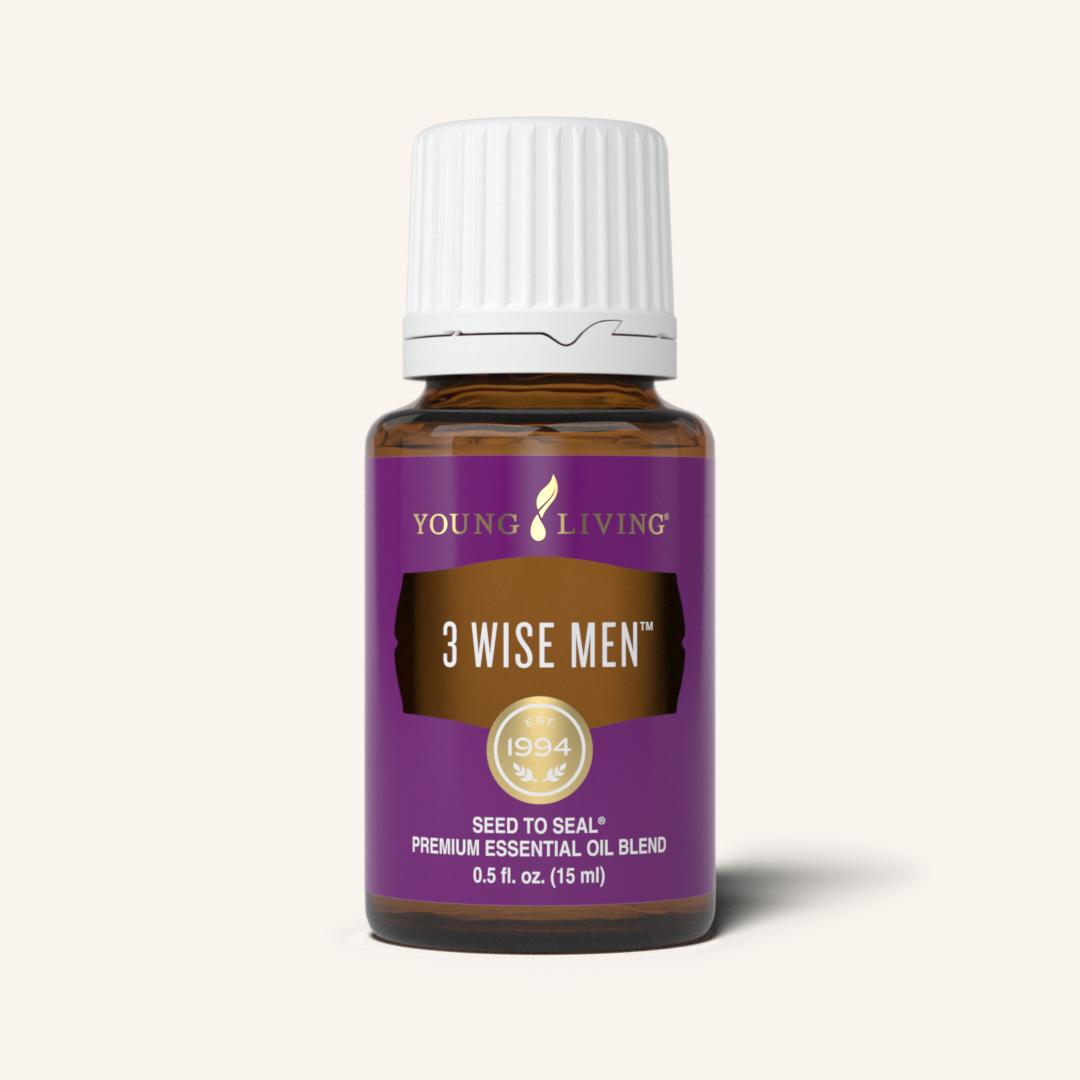 YOUNG LIVING®
3 WISE MEN™
EST.
1994
SEED TO SEAL®
PREMIUM ESSENTIAL OIL BLEND
0.5 fl. oz. (15 ml)